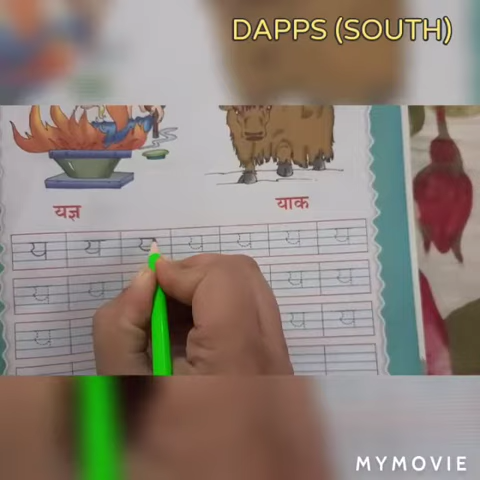 DAPPS (SOUTH)
यज्ञ याक
य य य य य य य
य य य य
य य य
MYMOVIE